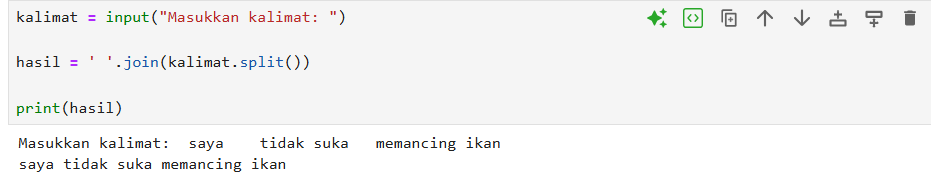 kalimat = input("Masukkan kalimat: ")
hasil = ' '.join(kalimat.split())
print(hasil)
Masukkan kalimat:  saya    tidak suka   memancing ikan
saya tidak suka memancing ikan